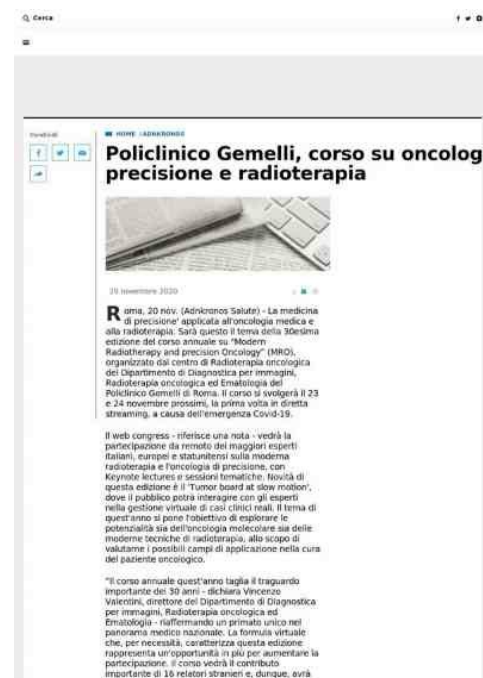 Cerca
Condividi
HOME / ADNKRONOS
Policlinico Gemelli, corso su oncolog
precisione e radioterapia
20 novembre 2020
Roma, 20 nov. (Adnkronos Salute) - La medicina
di precisione' applicata all'oncologia medica e
alla radioterapia. Sarà questo il tema della 30esima
edizione del corso annuale su "Modern
Radiotherapy and precision Oncology" (MRO),
organizzato dal centro di Radioterapia oncologica
del Dipartimento di Diagnostica per immagini,
Radioterapia oncologica ed Ematologia del
Policlinico Gemelli di Roma. Il corso si svolgerà il 23
e 24 novembre prossimi, la prima volta in diretta
streaming, a causa dell'emergenza Covid-19.
Il web congress - riferisce una nota - vedrà la
partecipazione da remoto dei maggiori esperti
italiani, europei e statunitensi sulla moderna
radioterapia e l'oncologia di precisione, con
Keynote lectures e sessioni tematiche. Novità di
questa edizione è il 'Tumor board at slow motion',
dove il pubblico potrà interagire con gli esperti
nella gestione virtuale di casi clinici reali. Il tema di
quest'anno si pone l'obiettivo di esplorare le
potenzialità sia dell'oncologia molecolare sia delle
moderne tecniche di radioterapia, allo scopo di
valutarne i possibili campi di applicazione nella cura
del paziente oncologico.
"Il corso annuale quest'anno taglia il traguardo
importante dei 30 anni - dichiara Vincenzo
Valentini, direttore del Dipartimento di Diagnostica
per immagini, Radioterapia oncologica ed
Ematologia - riaffermando un primato unico nel
panorama medico nazionale. La formula virtuale
che, per necessità, caratterizza questa edizione
rappresenta un'opportunità in più per aumentare la
partecipazione. Il corso vedrà il contributo
importante di 16 relatori stranieri e, dunque, avrà